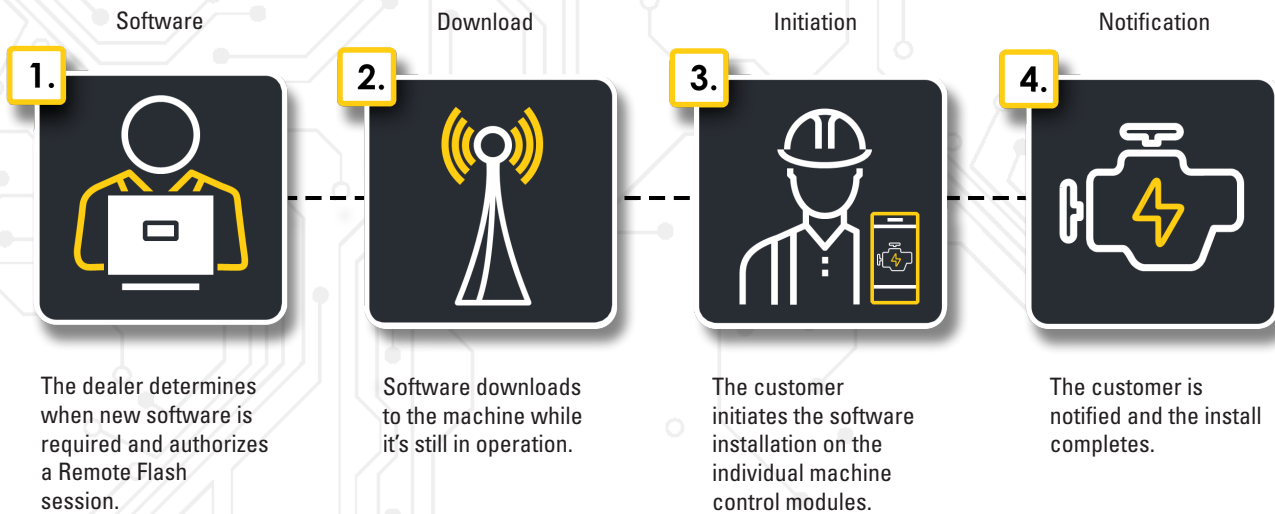 Software
1.
The dealer determines
when new software is
required and authorizes
a Remote Flash
session.
Download
2.
Software downloads
to the machine while
it's still in operation.
Initiation
3.
The customer
initiates the software
installation on the
individual machine
control modules.
Notification
4.
The customer is
notified and the install
completes.